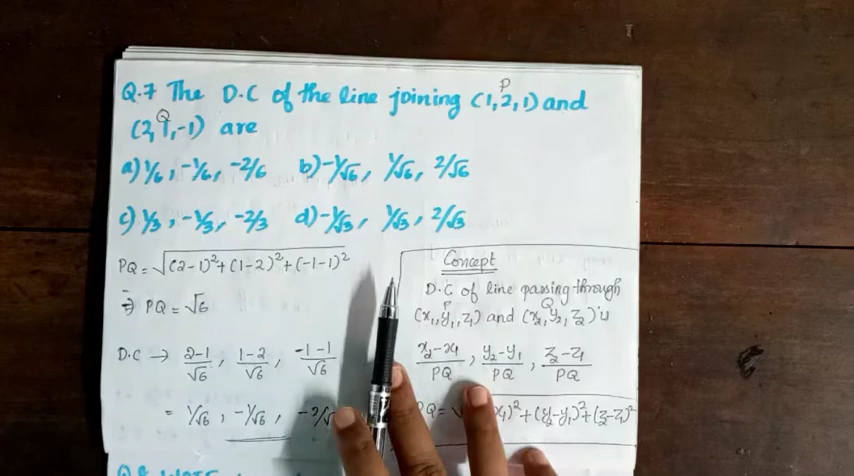 P
Q.7 The D.C of the line joining (1,2,1) and
Q
(2,1,-1) are
a) 1/6, -1/6, -2/6 b) -1/√6, 1/√6, 2/√6
c) 1/3, -1/3, -2/3 d) -1/√3, 1/√3, 2/√3
PQ = √(2-1)²+(1-2)²+(-1-1)²
⇒ PQ = √6
D.C → 2-1/√6, 1-2/√6, -1-1/√6
= 1/√6, -1/√6, -2/√
Concept
D.C of line passing through
P Q
(x₁,y₁,z₁) and (x₂,y₂,z₂) is
x₂-x₁/PQ, y₂-y₁/PQ, z₂-z₁/PQ
PQ = √ x₁)²+(y₂-y₁)²+(z₂-z₁)²